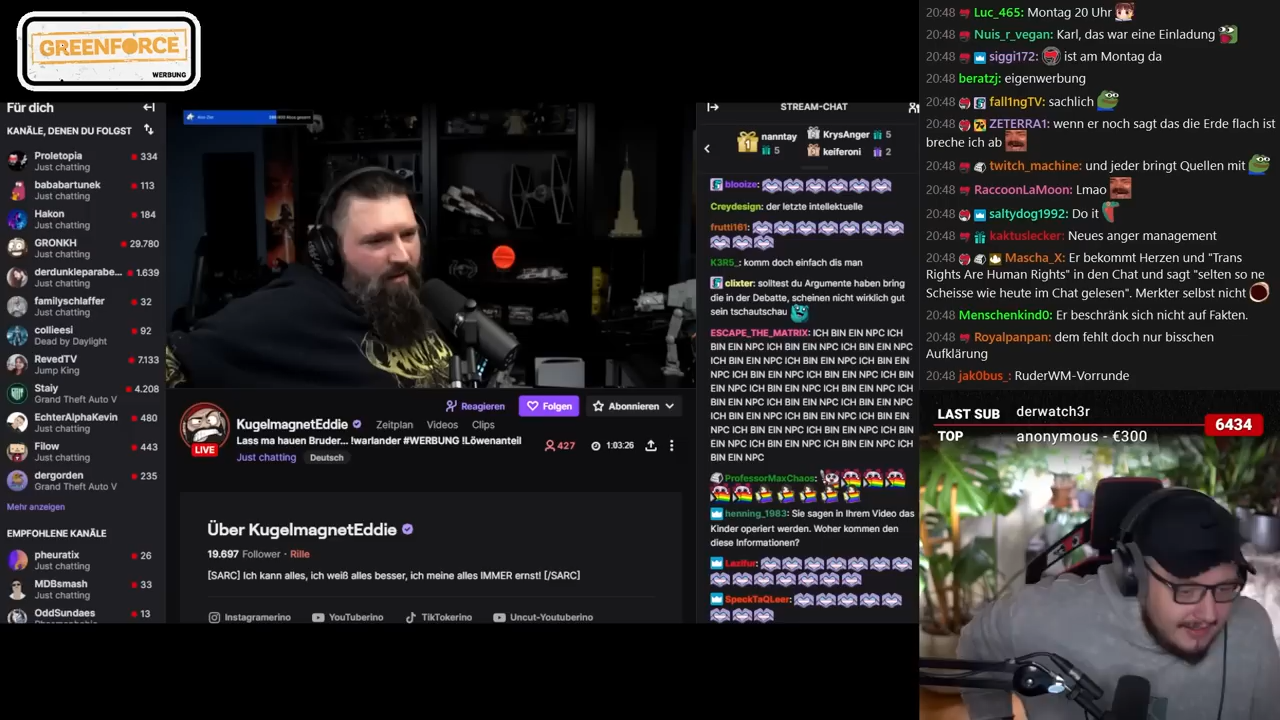 GREENFORCE
WERBUNG
Für dich
KANÄLE, DENEN DU FOLGST
Proletopia 334
Just chatting
bababartunek 113
Just chatting
Hakon 184
Just chatting
GRONKH 29.780
Just chatting
derdunkleparabe... 1.639
Just chatting
familyschlaffer 32
Just chatting
collieesi 92
Dead by Daylight
RevedTV 7.133
Jump King
Staiy 4.208
Grand Theft Auto V
EchterAlphaKevin 480
Just chatting
Filow 443
Just chatting
dergorden 235
Grand Theft Auto V
Mehr anzeigen
EMPFOHLENE KANÄLE
pheuratix 26
Just chatting
MDBsmash 33
Just chatting
OddSundaes 13
LIVE
KugelmagnetEddie
Zeitplan Videos Clips
Reagieren
Folgen
Abonnieren
Lass ma hauen Bruder... !warlander #WERBUNG !Löwenanteil
Just chatting Deutsch
427
1:03:26
Über KugelmagnetEddie
19.697 Follower · Rille
[SARC] Ich kann alles, ich weiß alles besser, ich meine alles IMMER ernst! [/SARC]
Instagramerino YouTuberino TikTokerino Uncut-Youtuberino
STREAM-CHAT
1
nanntay
5
KrysAnger 5
keiferoni 2
blooize:
Creydesign: der letzte intellektuelle
frutti161:
K3R5_: komm doch einfach dis man
clixter: solltest du Argumente haben bring
die in der Debatte, scheinen nicht wirklich gut
sein tschautschau
ESCAPE_THE_MATRIX: ICH BIN EIN NPC ICH
BIN EIN NPC ICH BIN EIN NPC ICH BIN EIN
NPC ICH BIN EIN NPC ICH BIN EIN NPC ICH
BIN EIN NPC ICH BIN EIN NPC ICH BIN EIN
NPC ICH BIN EIN NPC ICH BIN EIN NPC ICH
BIN EIN NPC ICH BIN EIN NPC ICH BIN EIN
NPC ICH BIN EIN NPC ICH BIN EIN NPC ICH
BIN EIN NPC ICH BIN EIN NPC ICH BIN EIN
NPC ICH BIN EIN NPC ICH BIN EIN NPC ICH
BIN EIN NPC
ProfessorMaxChaos:
henning_1983: Sie sagen in Ihrem Video das
Kinder operiert werden. Woher kommen den
diese Informationen?
Lazifur:
SpeckTaQLeer:
20:48 Luc_465: Montag 20 Uhr
20:48 Nuis_r_vegan: Karl, das war eine Einladung
20:48 siggi172: ist am Montag da
20:48 beratzj: eigenwerbung
20:48 fall1ngTV: sachlich
20:48 ZETERRA1: wenn er noch sagt das die Erde flach ist
breche ich ab
20:48 twitch_machine: und jeder bringt Quellen mit
20:48 RaccoonLaMoon: Lmao
20:48 saltydog1992: Do it
20:48 kaktuslecker: Neues anger management
20:48 Mascha_X: Er bekommt Herzen und "Trans
Rights Are Human Rights" in den Chat und sagt "selten so ne
Scheisse wie heute im Chat gelesen". Merkter selbst nicht
20:48 Menschenkind0: Er beschränk sich nicht auf Fakten.
20:48 Royalpanpan: dem fehlt doch nur bisschen
Aufklärung
20:48 jak0bus_: RuderWM-Vorrunde
LAST SUB derwatch3r
TOP anonymous - €300
6434